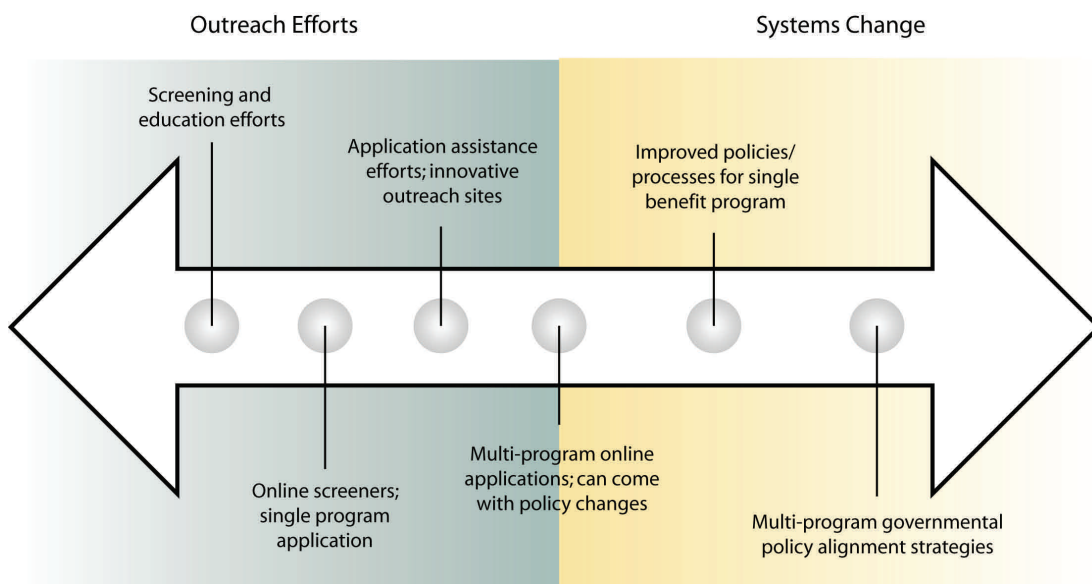 Outreach Efforts
Systems Change
Screening and
education efforts
Application assistance
efforts; innovative
outreach sites
Improved policies/
processes for single
benefit program
Online screeners;
single program
application
Multi-program online
applications; can come
with policy changes
Multi-program governmental
policy alignment strategies